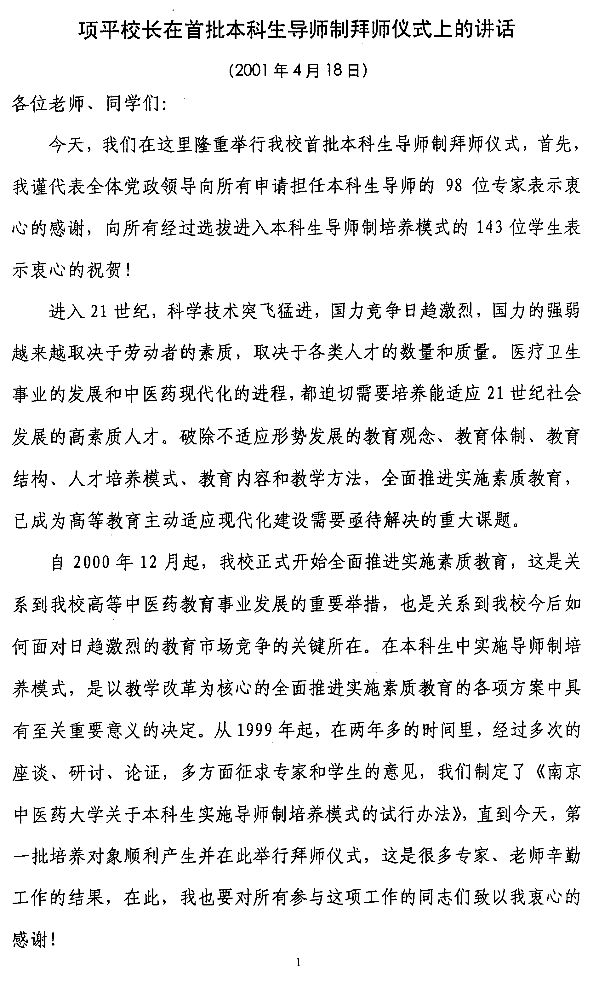 项平校长在首批本科生导师制拜师仪式上的讲话
(2001年4月18日)
各位老师、同学们：
今天，我们在这里隆重举行我校首批本科生导师制拜师仪式，首先，
我谨代表全体党政领导向所有申请担任本科生导师的 98 位专家表示衷
心的感谢，向所有经过选拔进入本科生导师制培养模式的 143 位学生表
示衷心的祝贺！
进入 21 世纪，科学技术突飞猛进，国力竞争日趋激烈，国力的强弱
越来越取决于劳动者的素质，取决于各类人才的数量和质量。医疗卫生
事业的发展和中医药现代化的进程，都迫切需要培养能适应 21 世纪社会
发展的高素质人才。破除不适应形势发展的教育观念、教育体制、教育
结构、人才培养模式、教育内容和教学方法，全面推进实施素质教育，
已成为高等教育主动适应现代化建设需要亟待解决的重大课题。
自 2000 年 12 月起，我校正式开始全面推进实施素质教育，这是关
系到我校高等中医药教育事业发展的重要举措，也是关系到我校今后如
何面对日趋激烈的教育市场竞争的关键所在。在本科生中实施导师制培
养模式，是以教学改革为核心的全面推进实施素质教育的各项方案中具
有至关重要意义的决定。从 1999 年起，在两年多的时间里，经过多次的
座谈、研讨、论证，多方面征求专家和学生的意见，我们制定了《南京
中医药大学关于本科生实施导师制培养模式的试行办法》，直到今天，第
一批培养对象顺利产生并在此举行拜师仪式，这是很多专家、老师辛勤
工作的结果，在此，我也要对所有参与这项工作的同志们致以我衷心的
感谢！
1